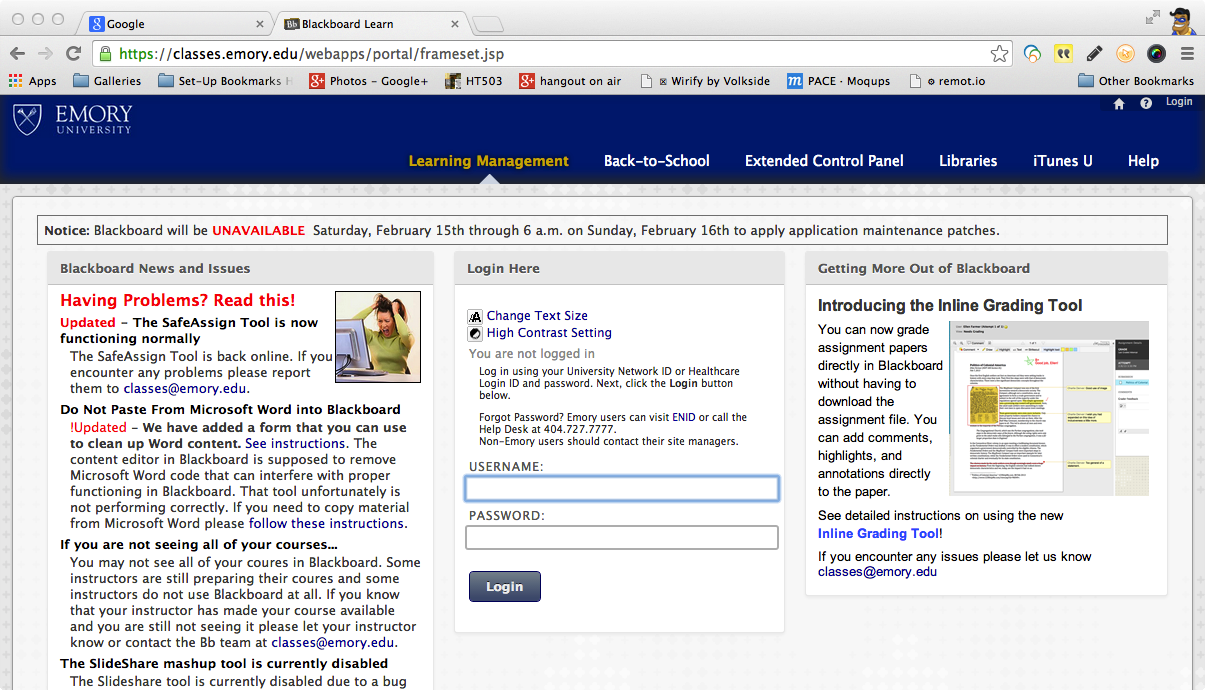 Google
Bb Blackboard Learn
https://classes.emory.edu/webapps/portal/frameset.jsp
Apps Galleries Set-Up Bookmarks Photos - Google+ HT503 hangout on air Wirify by Volkside PACE · Moqups remot.io Other Bookmarks
EMORY
UNIVERSITY
Login
Learning Management Back-to-School Extended Control Panel Libraries iTunes U Help
Notice: Blackboard will be UNAVAILABLE Saturday, February 15th through 6 a.m. on Sunday, February 16th to apply application maintenance patches.
Blackboard News and Issues
Having Problems? Read this!
Updated - The SafeAssign Tool is now
functioning normally
The SafeAssign Tool is back online. If you
encounter any problems please report
them to classes@emory.edu.
Do Not Paste From Microsoft Word into Blackboard
!Updated - We have added a form that you can use
to clean up Word content. See instructions. The
content editor in Blackboard is supposed to remove
Microsoft Word code that can interfere with proper
functioning in Blackboard. That tool unfortunately is
not performing correctly. If you need to copy material
from Microsoft Word please follow these instructions.
If you are not seeing all of your courses...
You may not see all of your coures in Blackboard. Some
instructors are still preparing their coures and some
instructors do not use Blackboard at all. If you know
that your instructor has made your course available
and you are still not seeing it please let your instructor
know or contact the Bb team at classes@emory.edu.
The SlideShare mashup tool is currently disabled
The Slideshare tool is currently disabled due to a bug
Login Here
Change Text Size
High Contrast Setting
You are not logged in
Log in using your University Network ID or Healthcare
Login ID and password. Next, click the Login button
below.
Forgot Password? Emory users can visit ENID or call the
Help Desk at 404.727.7777.
Non-Emory users should contact their site managers.
USERNAME:
PASSWORD:
Login
Getting More Out of Blackboard
Introducing the Inline Grading Tool
You can now grade
assignment papers
directly in Blackboard
without having to
download the
assignment file. You
can add comments,
highlights, and
annotations directly
to the paper.
See detailed instructions on using the new
Inline Grading Tool!
If you encounter any issues please let us know
classes@emory.edu